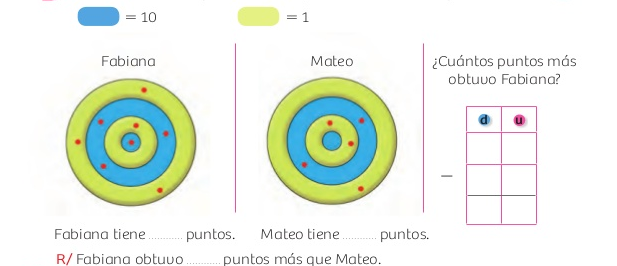 = 10
= 1
Fabiana
Mateo
¿Cuántos puntos más
obtuvo Fabiana?
d u
–
Fabiana tiene ............ puntos.
Mateo tiene ............ puntos.
R/ Fabiana obtuvo ............ puntos más que Mateo.